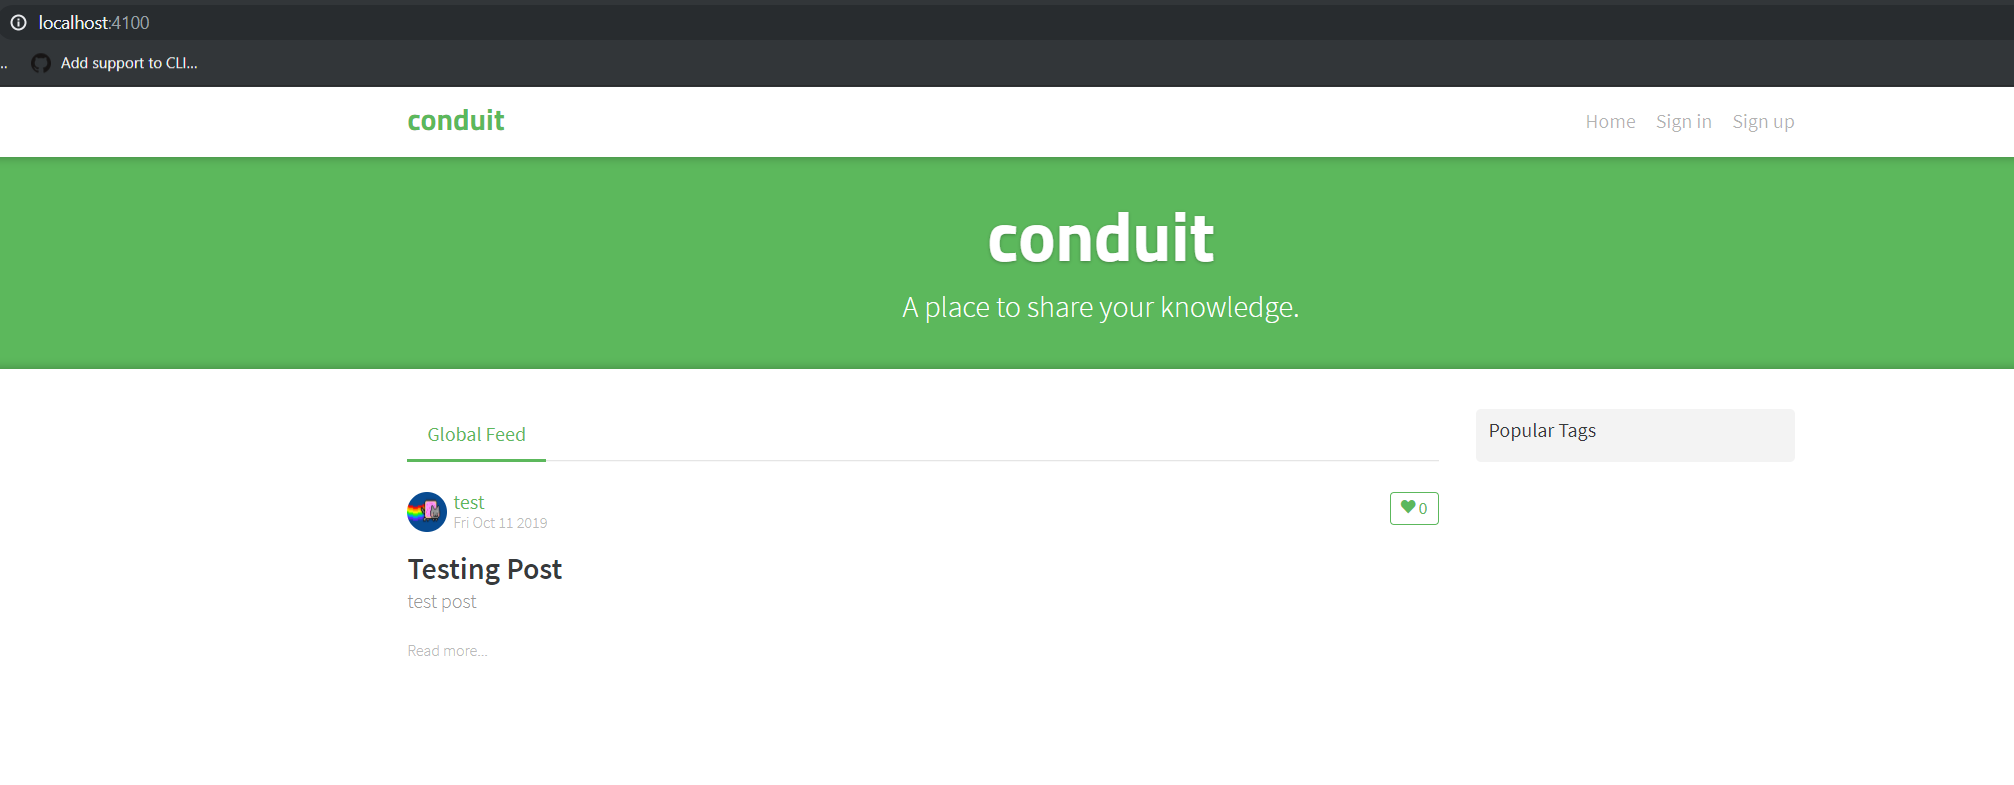 localhost:4100
.. Add support to CLI...
conduit
Home Sign in Sign up
conduit
A place to share your knowledge.
Global Feed
Popular Tags
test
Fri Oct 11 2019
0
Testing Post
test post
Read more...